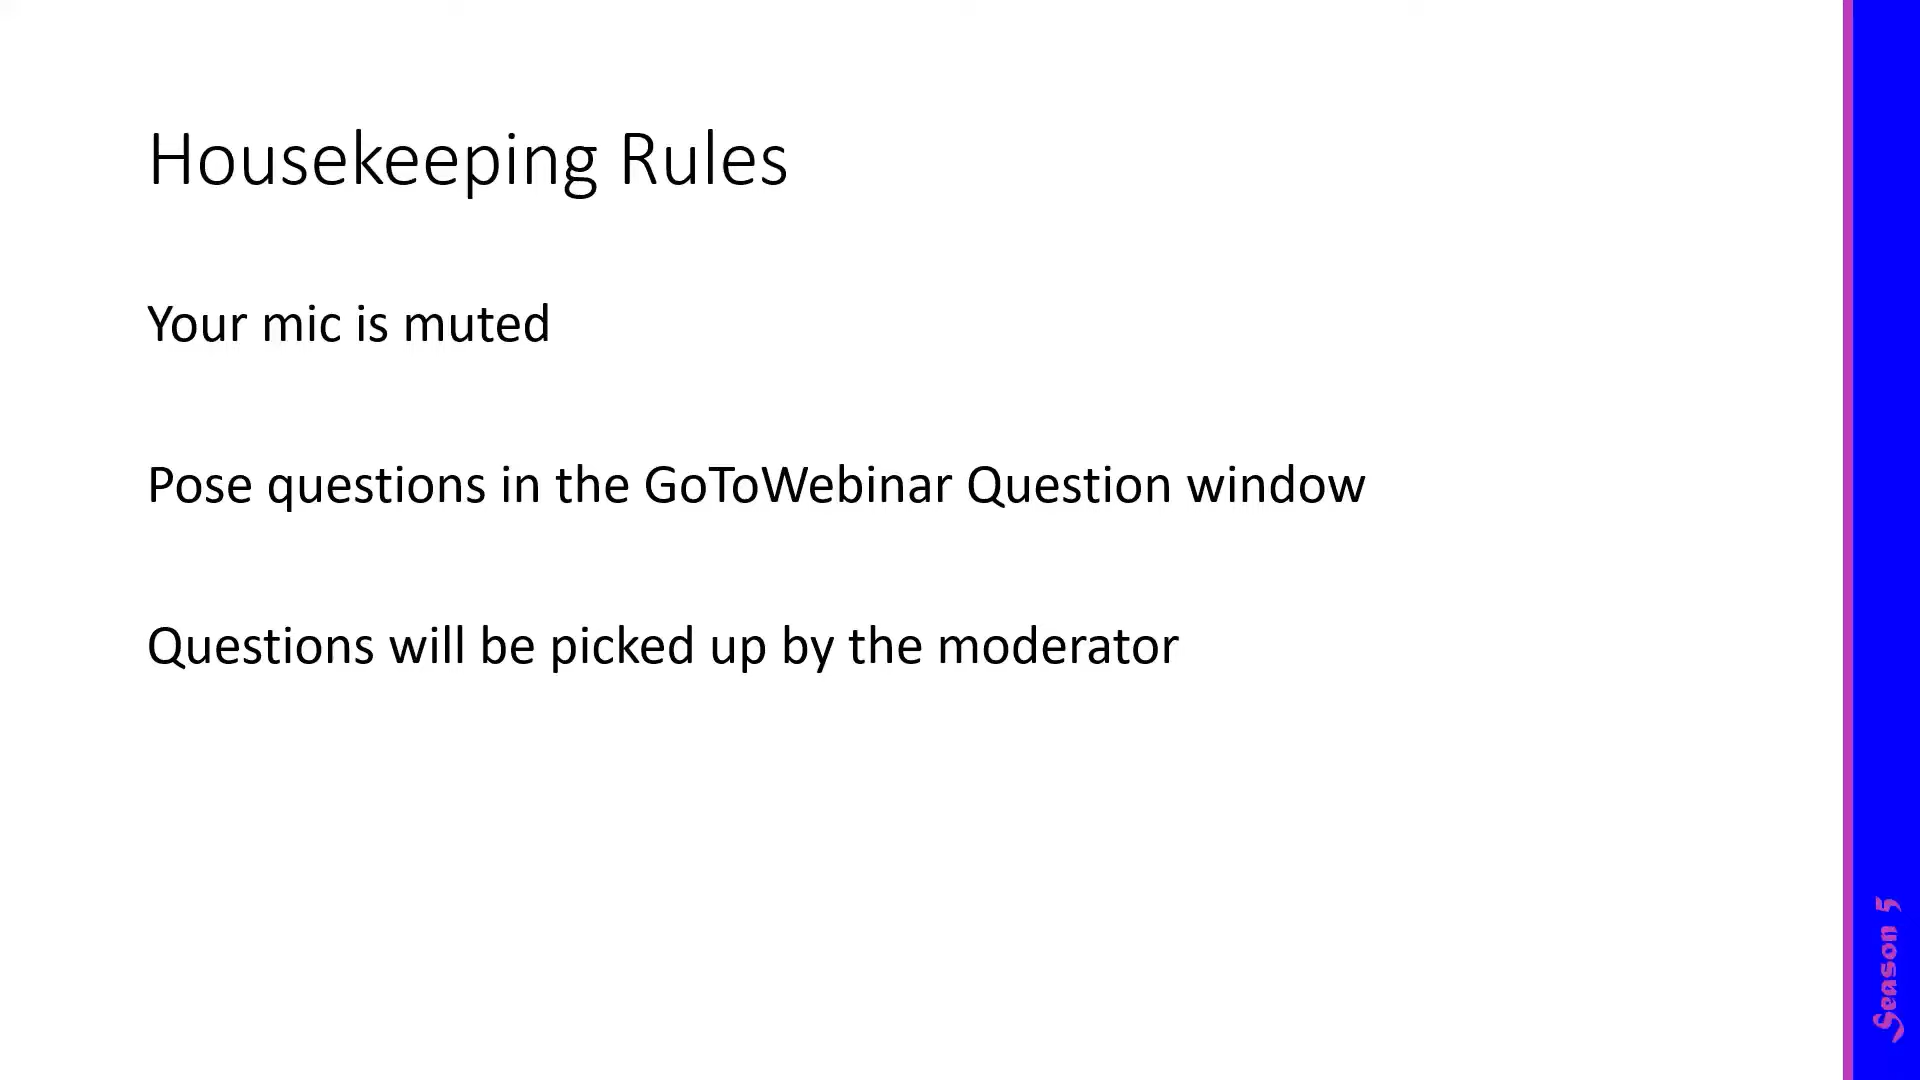 Housekeeping Rules
Your mic is muted
Pose questions in the GoToWebinar Question window
Questions will be picked up by the moderator
Season 5